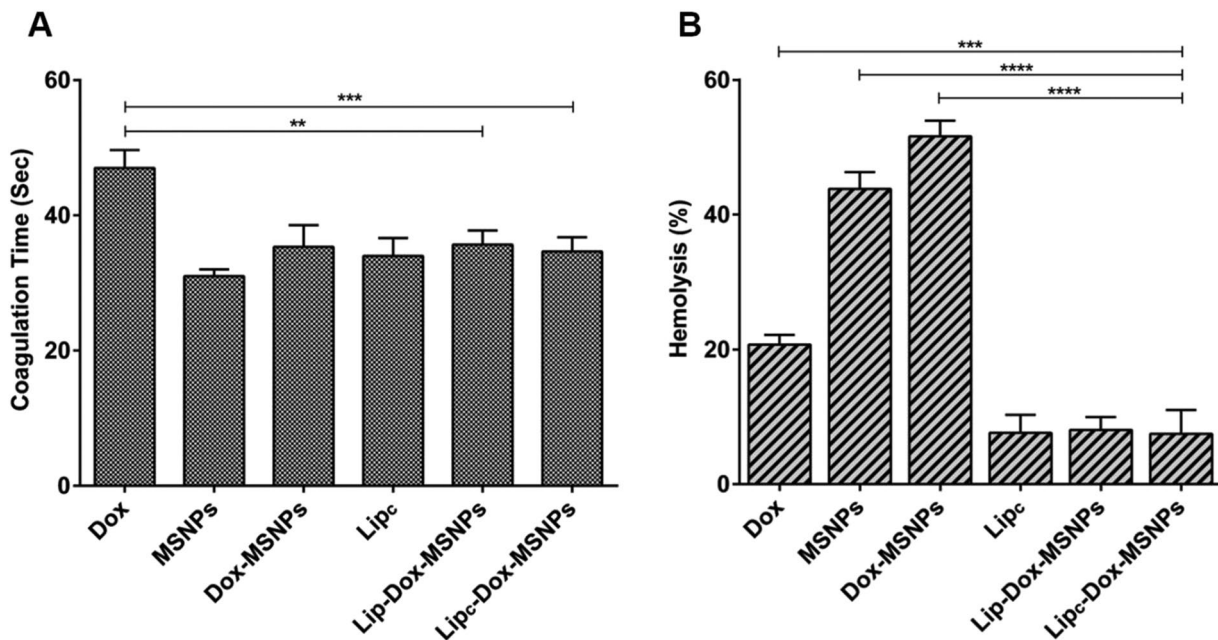 A
Coagulation Time (Sec)
60
40
20
0
***
**
Dox
MSNPs
Dox-MSNPs
Lipc
Lip-Dox-MSNPs
Lipc-Dox-MSNPs
B
Hemolysis (%)
60
40
20
0
***
****
****
Dox
MSNPs
Dox-MSNPs
Lipc
Lip-Dox-MSNPs
Lipc-Dox-MSNPs